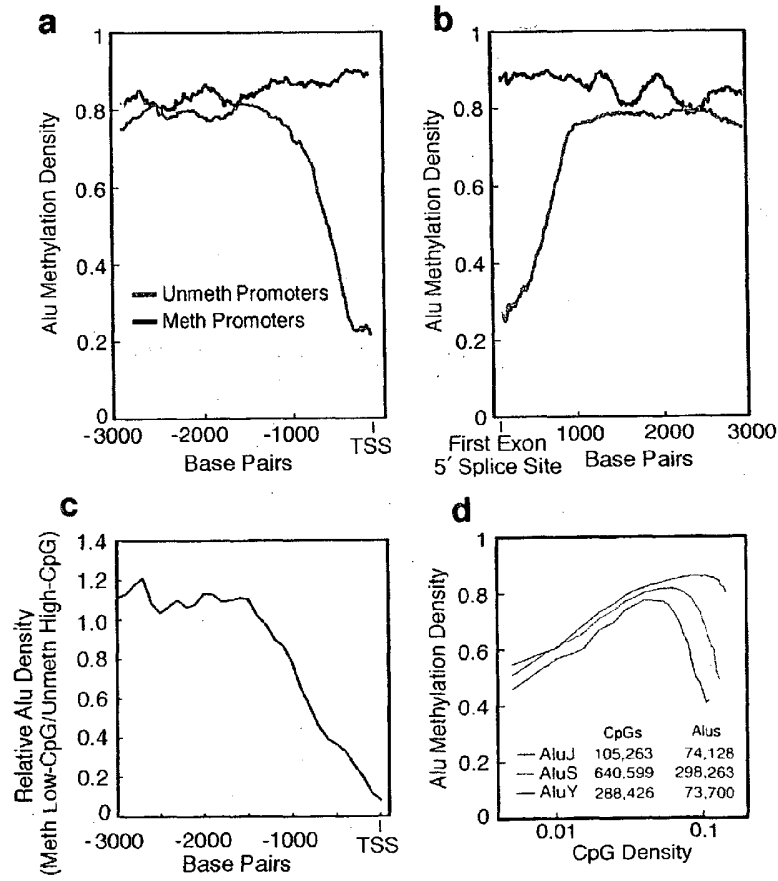 a
1
0.8
0.6
0.4
0.2
0
Alu Methylation Density
Unmeth Promoters
Meth Promoters
-3000 -2000 -1000 TSS
Base Pairs
b
1
0.8
0.6
0.4
0.2
0
Alu Methylation Density
First Exon 1000 2000 3000
5′ Splice Site Base Pairs
c
1.4
1.2
1.0
0.8
0.6
0.4
1.2
0
Relative Alu Density
(Meth Low-CpG/Unmeth High-CpG)
-3000 -2000 -1000 TSS
Base Pairs
d
1
0.8
0.6
0.4
0.2
0
Alu Methylation Density
CpGs Alus
AluJ 105,263 74,128
AluS 640,599 298,263
AluY 288,426 73,700
0.01 0.1
CpG Density